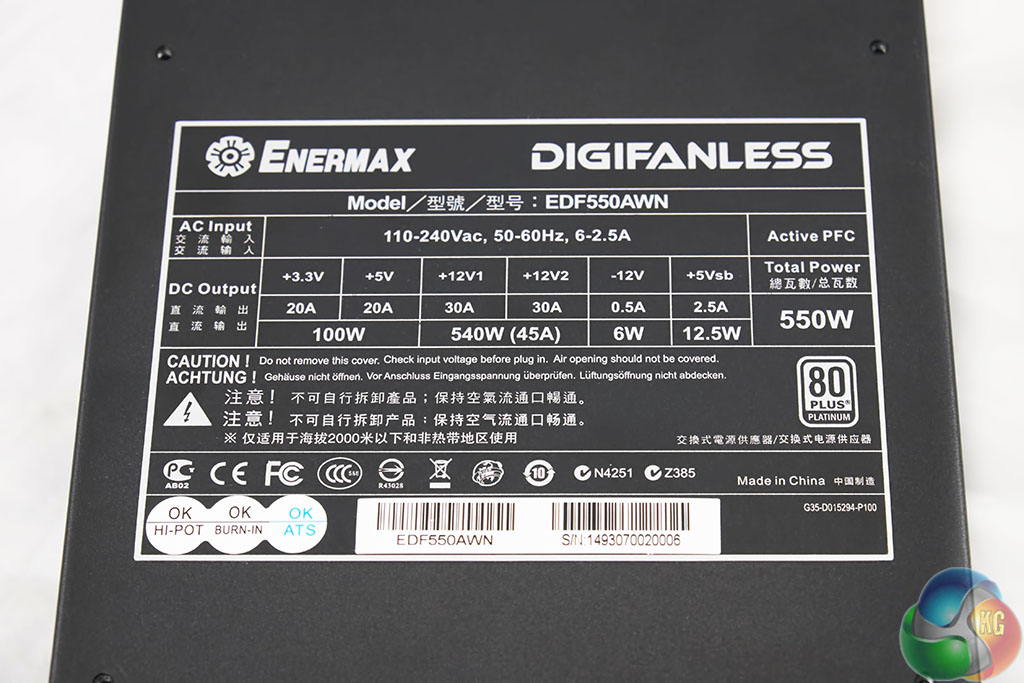 ENERMAX DIGIFANLESS
Model/型號/型号：EDF550AWN
AC Input
交流輸入
交流输入
110-240Vac, 50-60Hz, 6-2.5A
Active PFC
DC Output
直流輸出
直流输出
+3.3V +5V +12V1 +12V2 -12V +5Vsb
20A 20A 30A 30A 0.5A 2.5A
100W 540W (45A) 6W 12.5W
Total Power
總瓦數/总瓦数
550W
CAUTION! Do not remove this cover. Check input voltage before plug in. Air opening should not be covered.
ACHTUNG! Gehäuse nicht öffnen. Vor Anschluss Eingangsspannung überprüfen. Lüftungsöffnung nicht abdecken.
注意！ 不可自行拆卸產品；保持空氣流通口暢通。
注意！ 不可自行拆卸产品；保持空气流通口畅通。
※ 仅适用于海拔2000米以下和非热带地区使用
80
PLUS®
PLATINUM
交換式電源供應器/交换式电源供应器
PC
AB02
CE
FC
CCC S&E
R43028
10
N4251
Z385
Made in China 中國制造
OK
HI-POT
OK
BURN-IN
OK
ATS
EDF550AWN
S/N:1493070020006
G35-D015294-P100
KG